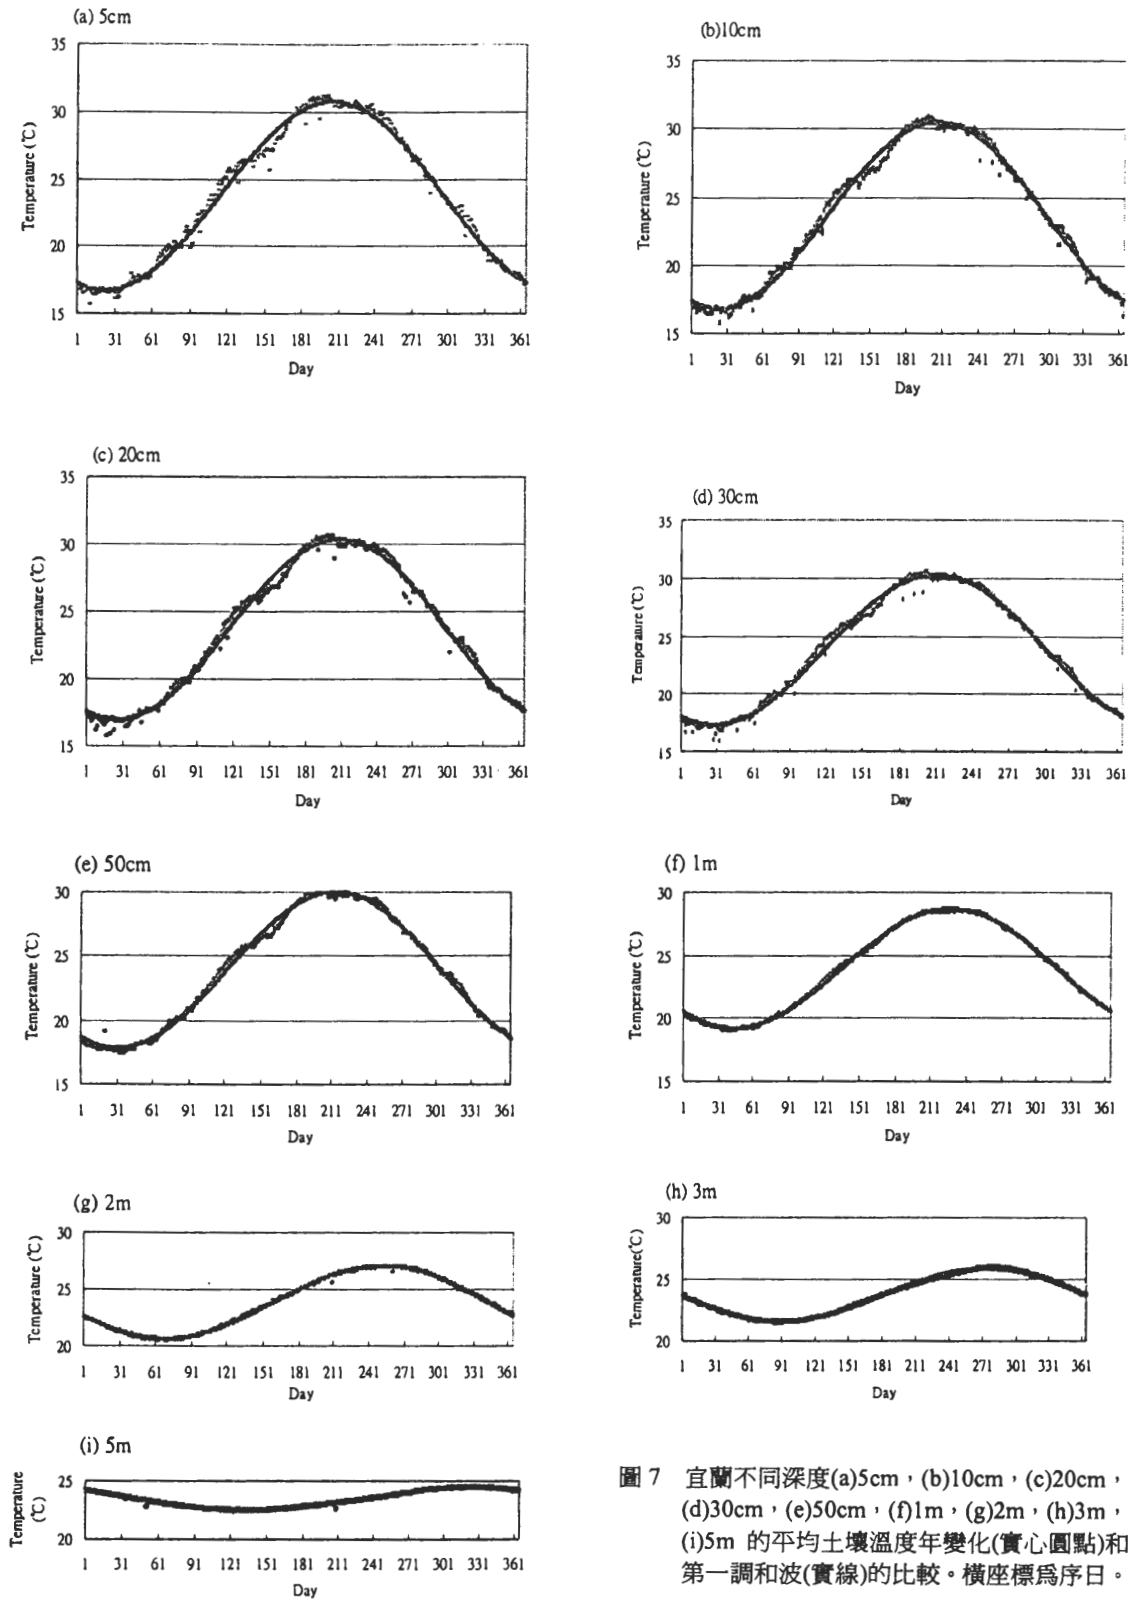 (a) 5cm
35
30
25
20
15
Temperature (℃)
1 31 61 91 121 151 181 211 241 271 301 331 361
Day
(b)10cm
35
30
25
20
15
Temperature (℃)
1 31 61 91 121 151 181 211 241 271 301 331 361
Day
(c) 20cm
35
30
25
20
15
Temperature (℃)
1 31 61 91 121 151 181 211 241 271 301 331 361
Day
(d) 30cm
35
30
25
20
15
Temperature (℃)
1 31 61 91 121 151 181 211 241 271 301 331 361
Day
(e) 50cm
30
25
20
15
Temperature (℃)
1 31 61 91 121 151 181 211 241 271 301 331 361
Day
(f) 1m
30
25
20
15
Temperature (℃)
1 31 61 91 121 151 181 211 241 271 301 331 361
Day
(g) 2m
30
25
20
Temperature (℃)
1 31 61 91 121 151 181 211 241 271 301 331 361
Day
(h) 3m
30
25
20
Temperature(℃)
1 31 61 91 121 151 181 211 241 271 301 331 361
Day
(i) 5m
25
20
Temperature
(℃)
1 31 61 91 121 151 181 211 241 271 301 331 361
Day
圖 7 宜蘭不同深度(a)5cm，(b)10cm，(c)20cm，
(d)30cm，(e)50cm，(f)1m，(g)2m，(h)3m，
(i)5m 的平均土壤溫度年變化(實心圓點)和
第一調和波(實線)的比較。橫座標爲序日。